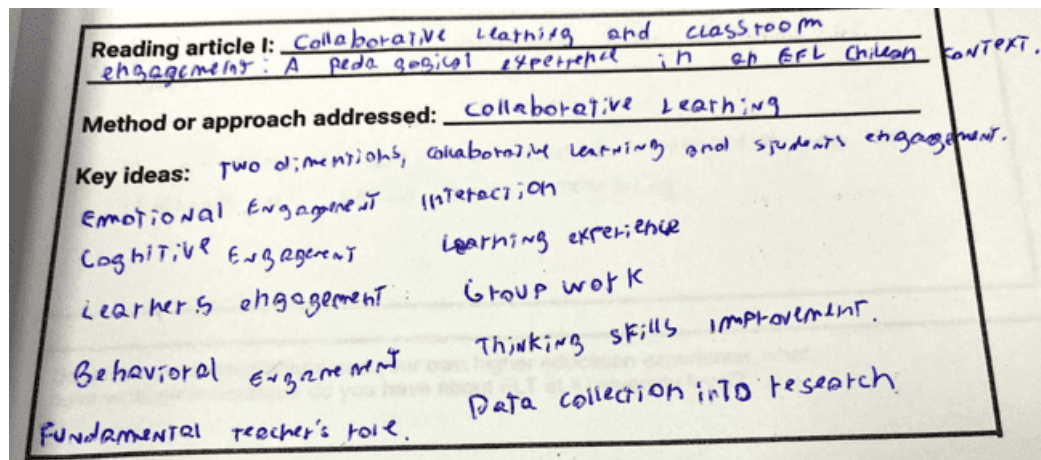 Reading article I: Collaborative Learning and classroom
engagement: A pedagogical experience in an EFL Chilean CONTEXT.
Method or approach addressed: Collaborative Learning
Key ideas: Two dimentions, collaborative learning and students engagement.
Emotional Engagement Interaction
Cognitive Engagement Learning experience
Learner's engagement Group work
Behavioral Engagement Thinking skills improvement.
Fundamental teacher's role. Data collection into research